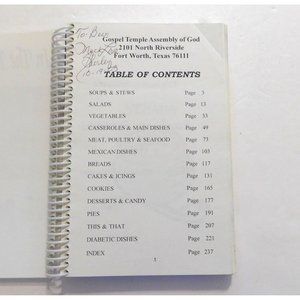 To: Bea
Gospel Temple Assembly of God
2101 North Riverside
Fort Worth, Texas 76111
TABLE OF CONTENTS
SOUPS & STEWS Page 3
SALADS Page 13
VEGETABLES Page 33
CASSEROLES & MAIN DISHES Page 49
MEAT, POULTRY & SEAFOOD Page 73
MEXICAN DISHES Page 103
BREADS Page 117
CAKES & ICINGS Page 131
COOKIES Page 165
DESSERTS & CANDY Page 177
PIES Page 191
THIS & THAT Page 207
DIABETIC DISHES Page 221
INDEX Page 237
1